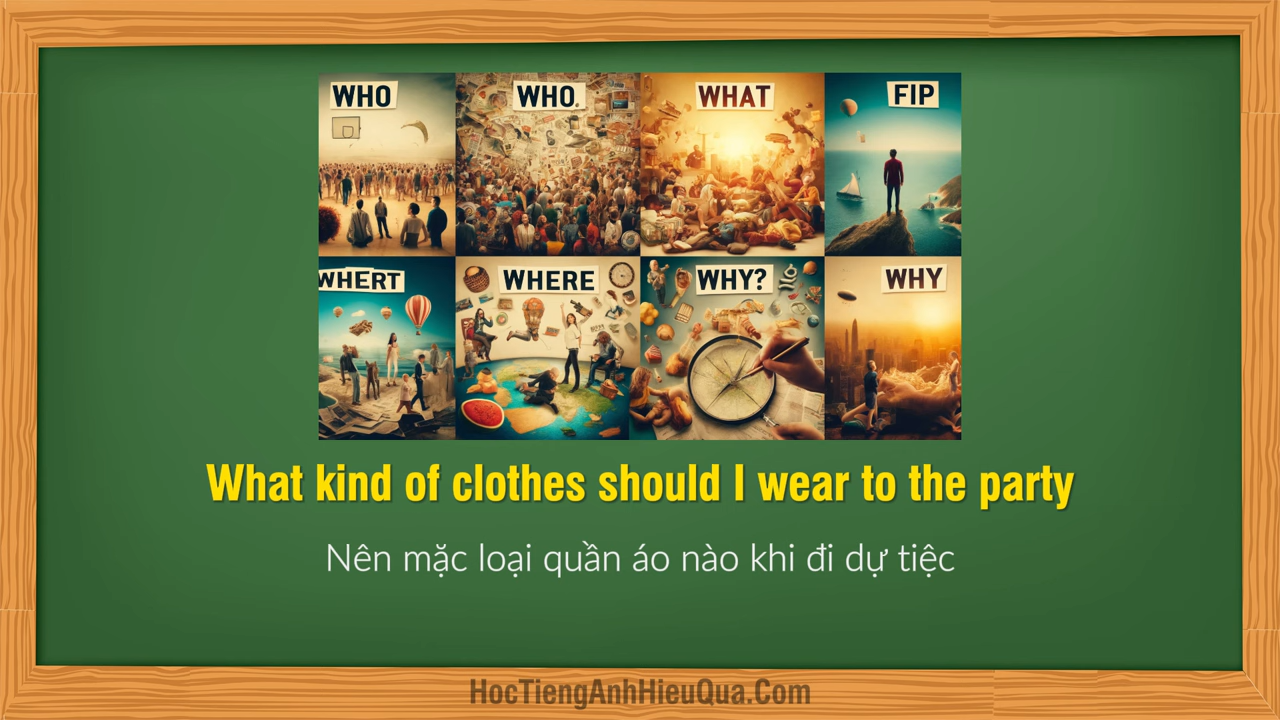 WHO
WHO.
WHAT
FIP
WHERT
WHERE
WHY?
WHY
What kind of clothes should I wear to the party
Nên mặc loại quần áo nào khi đi dự tiệc
HocTiengAnhHieuQua.Com